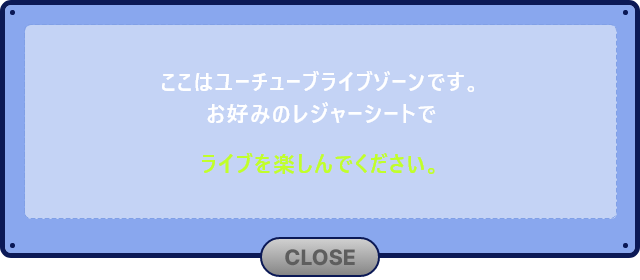 ここはユーチューブライブゾーンです。
お好みのレジャーシートで
ライブを楽しんでください。
CLOSE